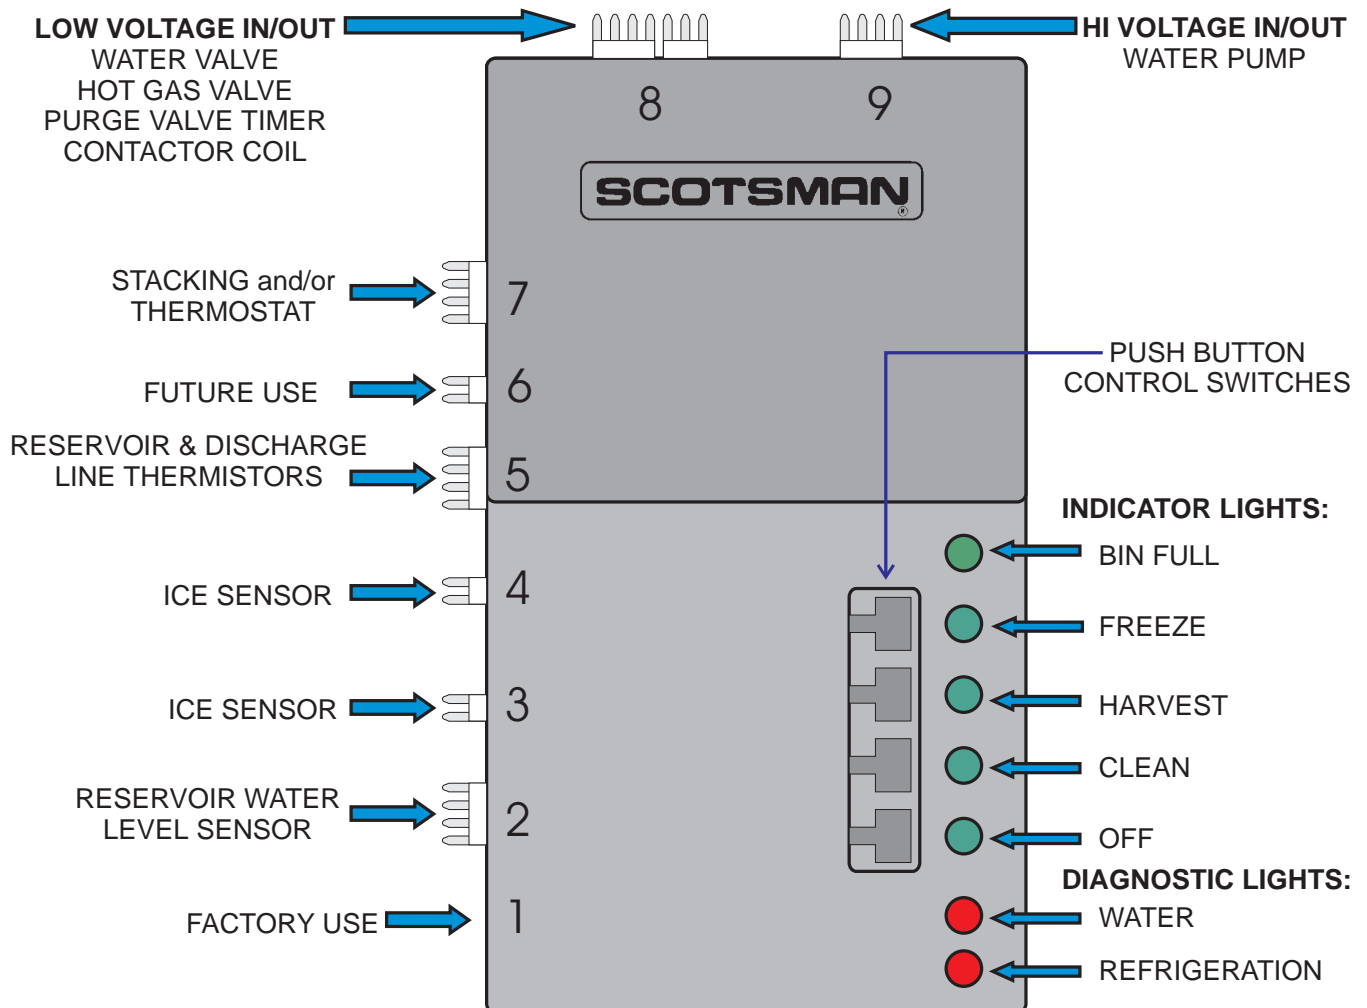 LOW VOLTAGE IN/OUT
WATER VALVE
HOT GAS VALVE
PURGE VALVE TIMER
CONTACTOR COIL
HI VOLTAGE IN/OUT
WATER PUMP
8
9
SCOTSMAN®
STACKING and/or
THERMOSTAT
7
FUTURE USE
6
RESERVOIR & DISCHARGE
LINE THERMISTORS
5
ICE SENSOR
4
ICE SENSOR
3
RESERVOIR WATER
LEVEL SENSOR
2
FACTORY USE
1
PUSH BUTTON
CONTROL SWITCHES
INDICATOR LIGHTS:
BIN FULL
FREEZE
HARVEST
CLEAN
OFF
DIAGNOSTIC LIGHTS:
WATER
REFRIGERATION